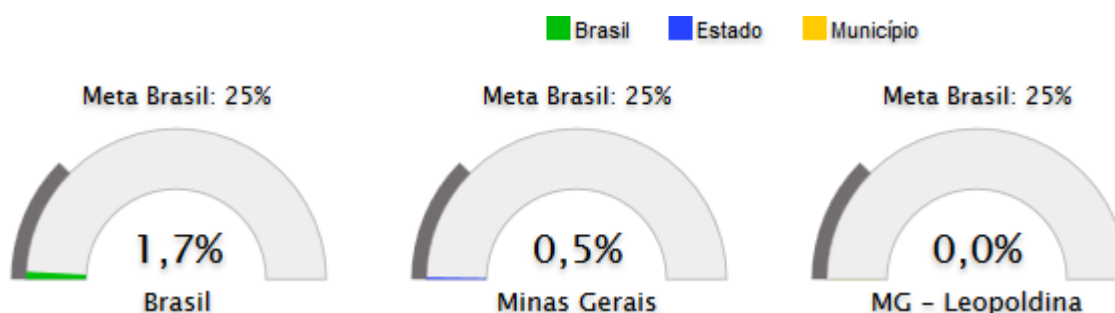 Brasil Estado Município
Meta Brasil: 25% Meta Brasil: 25% Meta Brasil: 25%
1,7% 0,5% 0,0%
Brasil Minas Gerais MG - Leopoldina